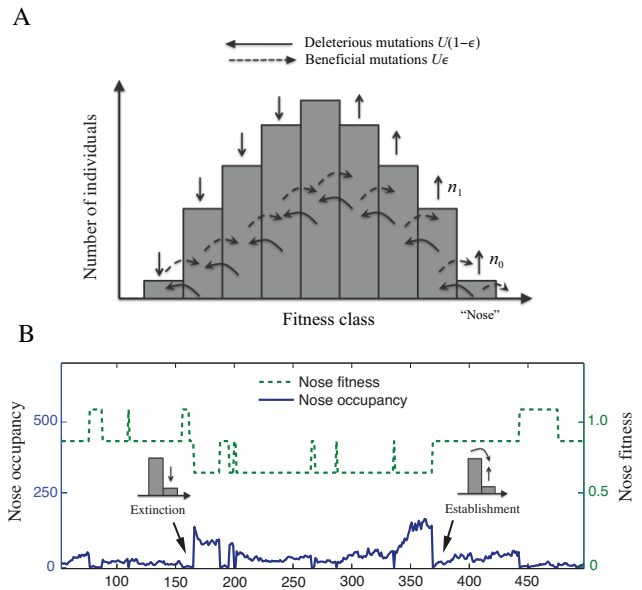 A
Deleterious mutations U(1−ϵ)
Beneficial mutations Uϵ
Number of individuals
n₁
n₀
Fitness class
"Nose"
B
Nose fitness
Nose occupancy
Nose occupancy
500
250
0
1.0
0.5
0
Nose fitness
Extinction
Establishment
100 150 200 250 300 350 400 450